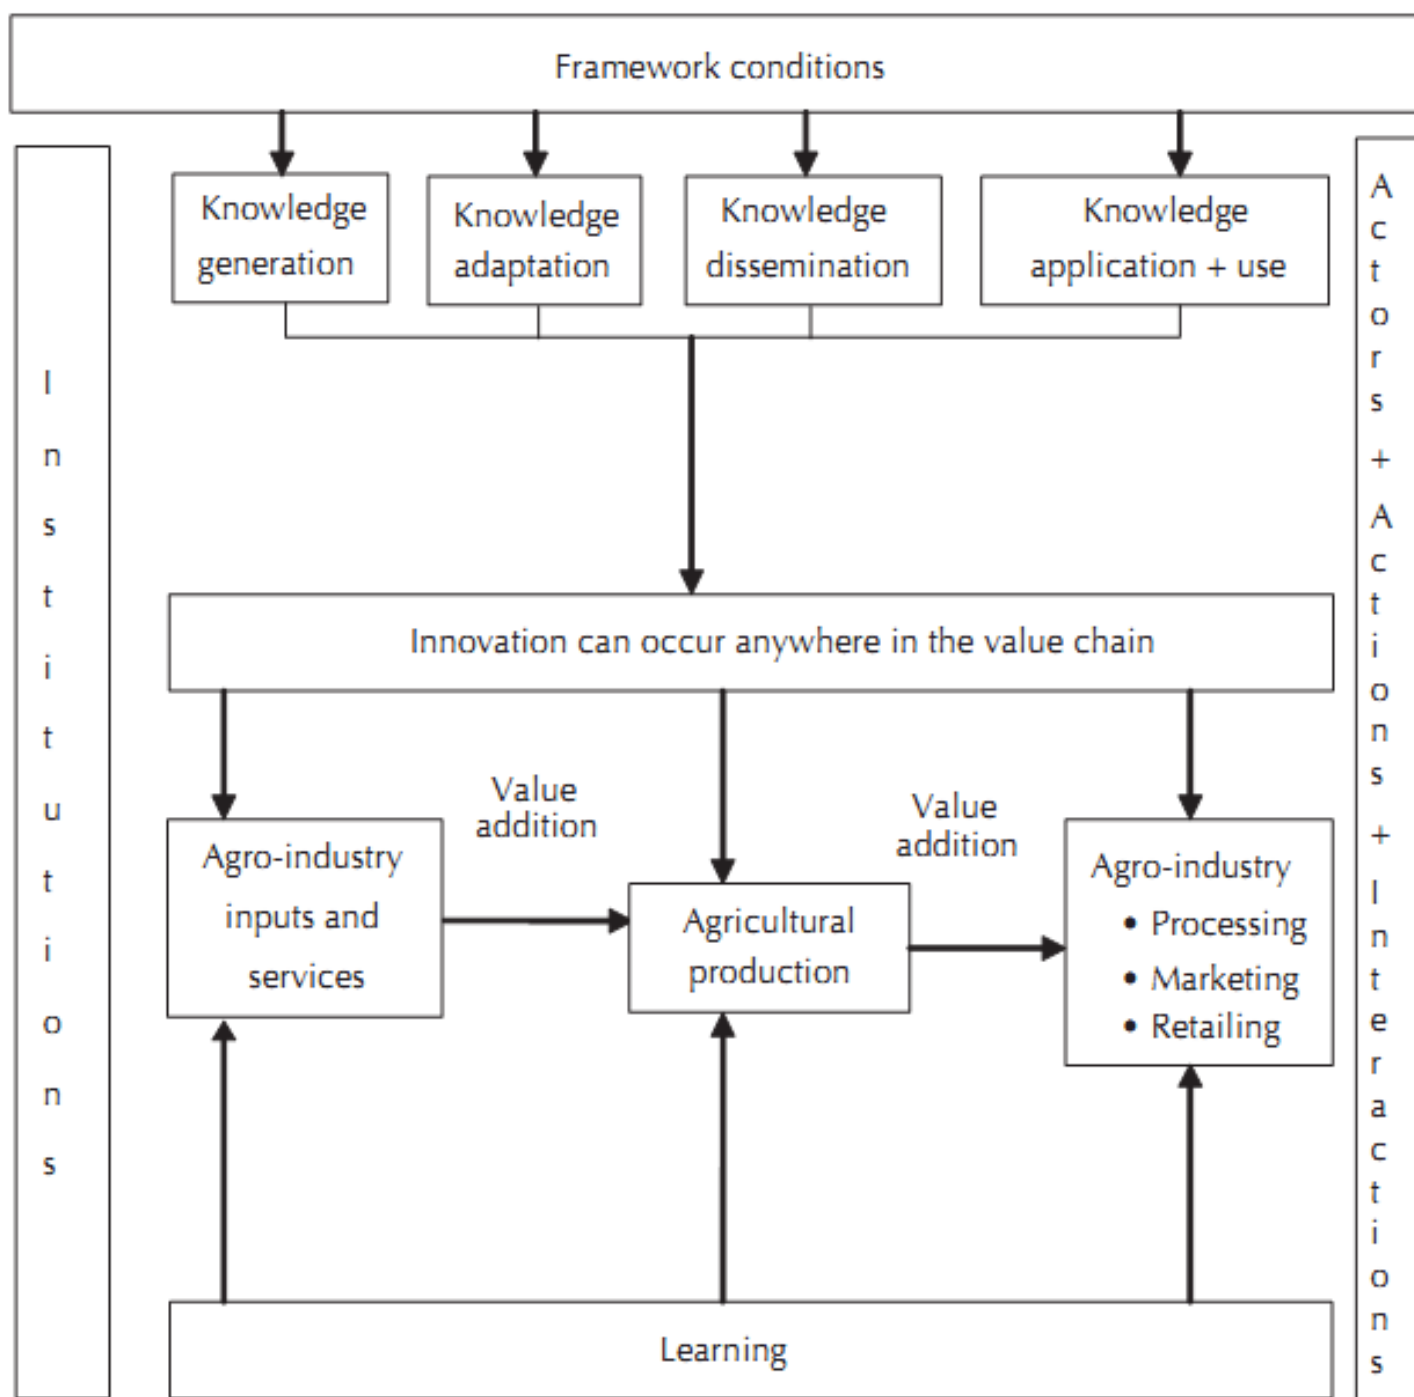 Framework conditions
Knowledge
generation
Knowledge
adaptation
Knowledge
dissemination
Knowledge
application + use
Institutions
Actors + Actions + Interactions
Innovation can occur anywhere in the value chain
Value
addition
Value
addition
Agro-industry
inputs and
services
Agricultural
production
Agro-industry
• Processing
• Marketing
• Retailing
Learning